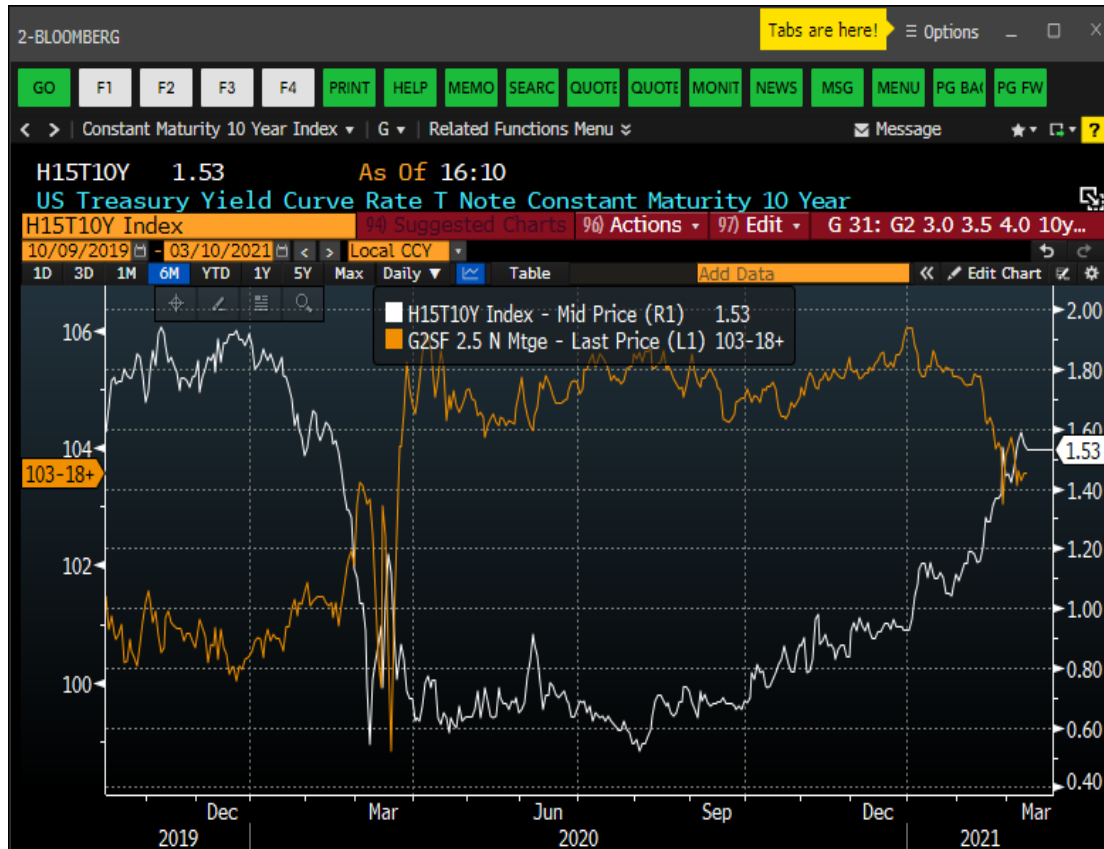 2-BLOOMBERG
Tabs are here!
Options
GO F1 F2 F3 F4 PRINT HELP MEMO SEARC QUOTE QUOTE MONIT NEWS MSG MENU PG BA( PG FW
< > Constant Maturity 10 Year Index G Related Functions Menu Message ?
H15T10Y 1.53 As Of 16:10
US Treasury Yield Curve Rate T Note Constant Maturity 10 Year
H15T10Y Index 94) Suggested Charts 96) Actions 97) Edit G 31: G2 3.0 3.5 4.0 10y...
10/09/2019 - 03/10/2021 < > Local CCY
1D 3D 1M 6M YTD 1Y 5Y Max Daily ▼ Table Add Data « Edit Chart
H15T10Y Index - Mid Price (R1) 1.53
G2SF 2.5 N Mtge - Last Price (L1) 103-18+
106
104
103-18+
102
100
2.00
1.80
1.60
1.53
1.40
1.20
1.00
0.80
0.60
0.40
Dec Mar Jun Sep Dec Mar
2019 2020 2021